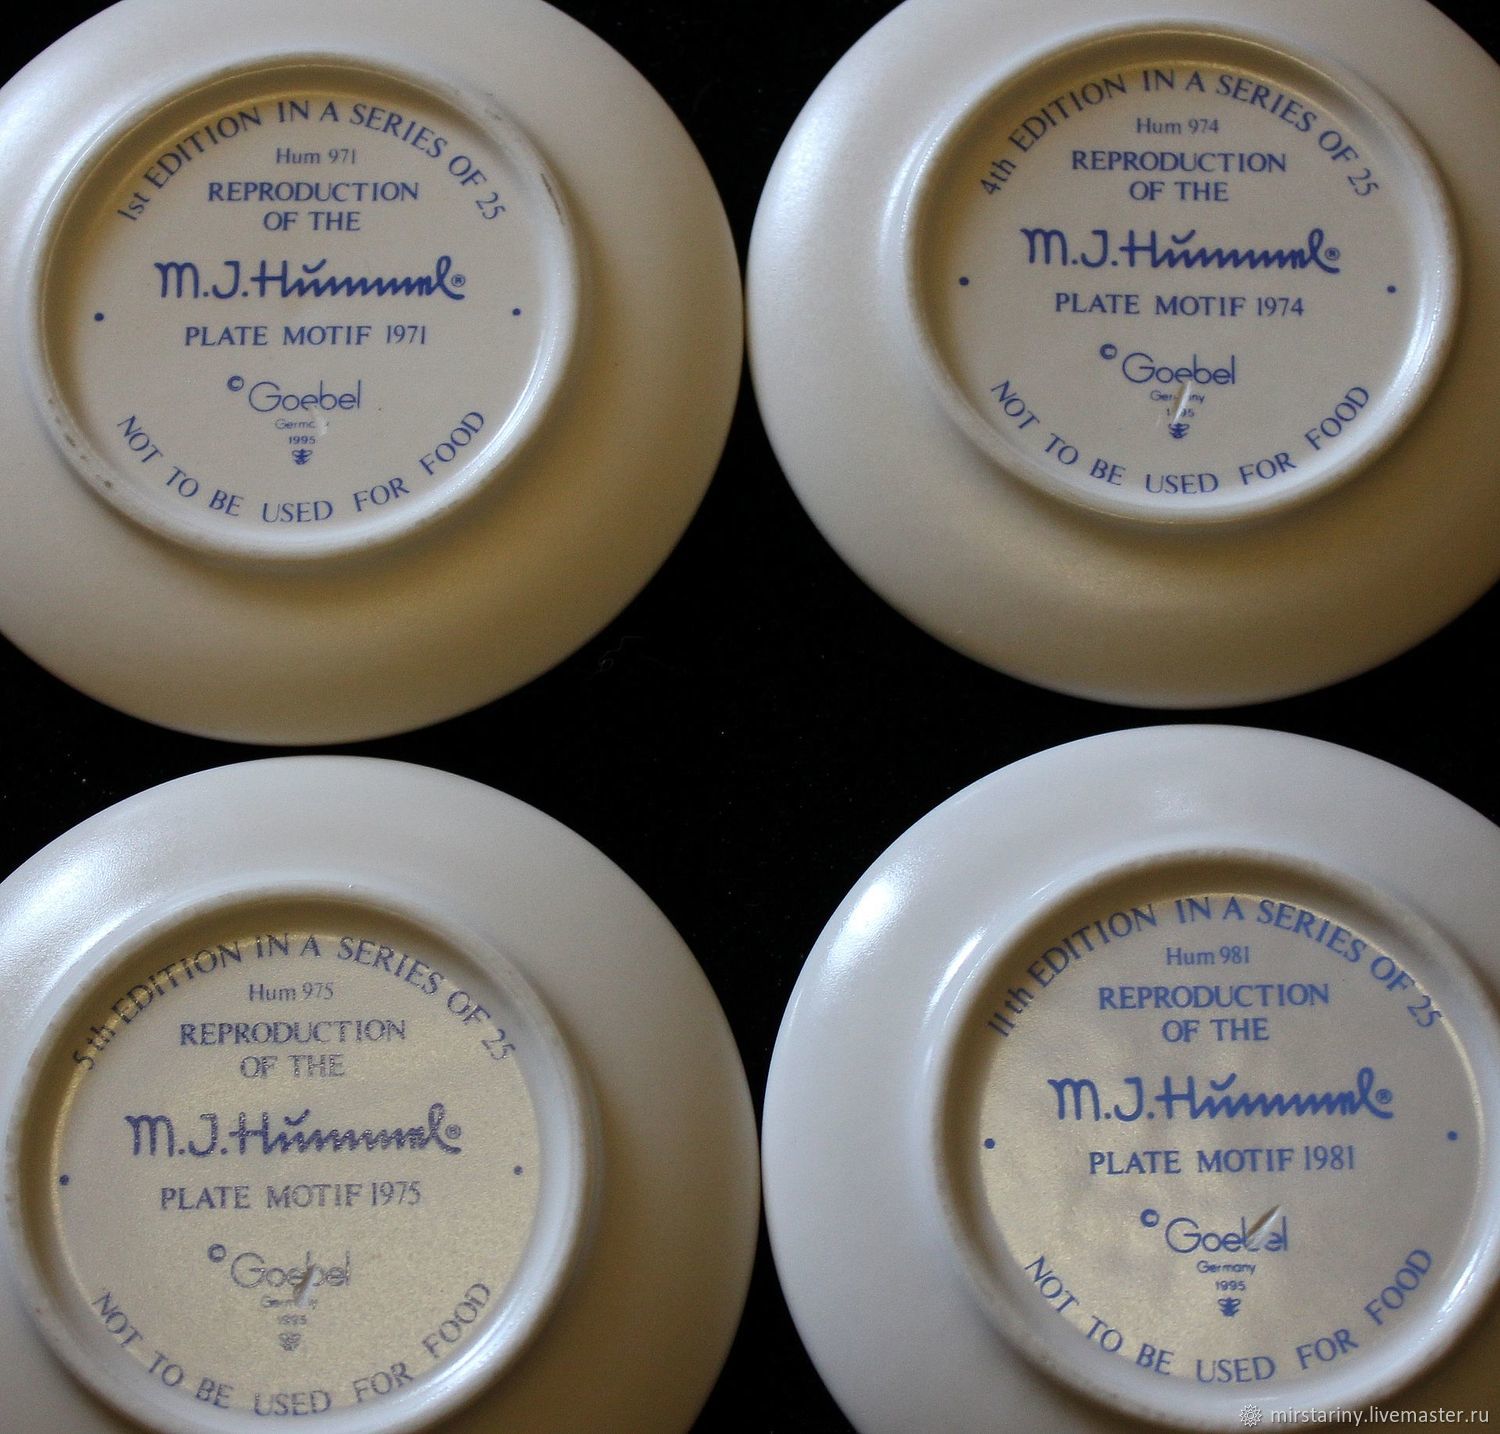 1st EDITION IN A SERIES OF 25
Hum 971
REPRODUCTION
OF THE
M.J.Hummel®
PLATE MOTIF 1971
© Goebel
Germany
1995
NOT TO BE USED FOR FOOD
4th EDITION IN A SERIES OF 25
Hum 974
REPRODUCTION
OF THE
M.J.Hummel®
PLATE MOTIF 1974
© Goebel
Germany
1995
NOT TO BE USED FOR FOOD
5th EDITION IN A SERIES OF 25
Hum 975
REPRODUCTION
OF THE
M.J.Hummel®
PLATE MOTIF 1975
© Goebel
Germany
1995
NOT TO BE USED FOR FOOD
11th EDITION IN A SERIES OF 25
Hum 981
REPRODUCTION
OF THE
M.J.Hummel®
PLATE MOTIF 1981
© Goebel
Germany
1995
NOT TO BE USED FOR FOOD
mirstariny.livemaster.ru